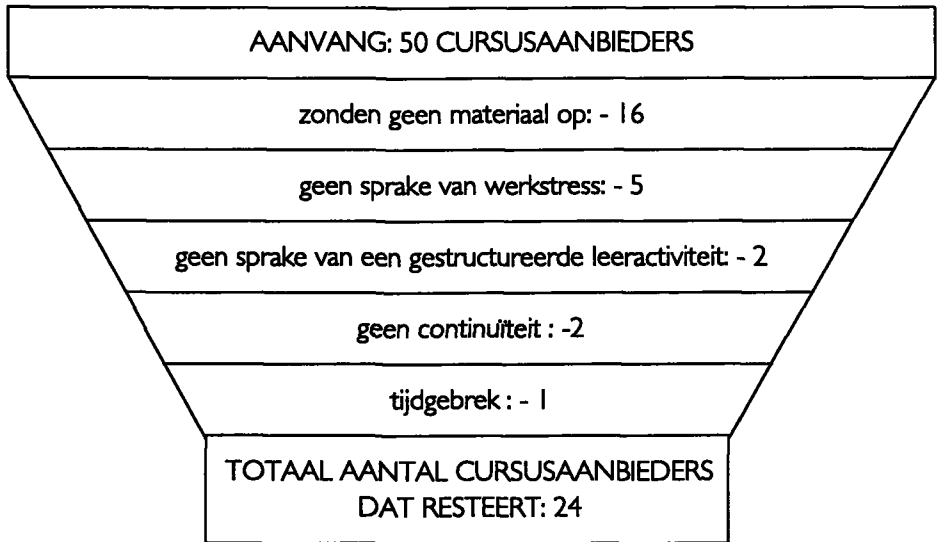 AANVANG: 50 CURSUSAANBIEDERS
zonden geen materiaal op: - 16
geen sprake van werkstress: - 5
geen sprake van een gestructureerde leeractiviteit: - 2
geen continuïteit : -2
tijdgebrek : - 1
TOTAAL AANTAL CURSUSAANBIEDERS
DAT RESTEERT: 24